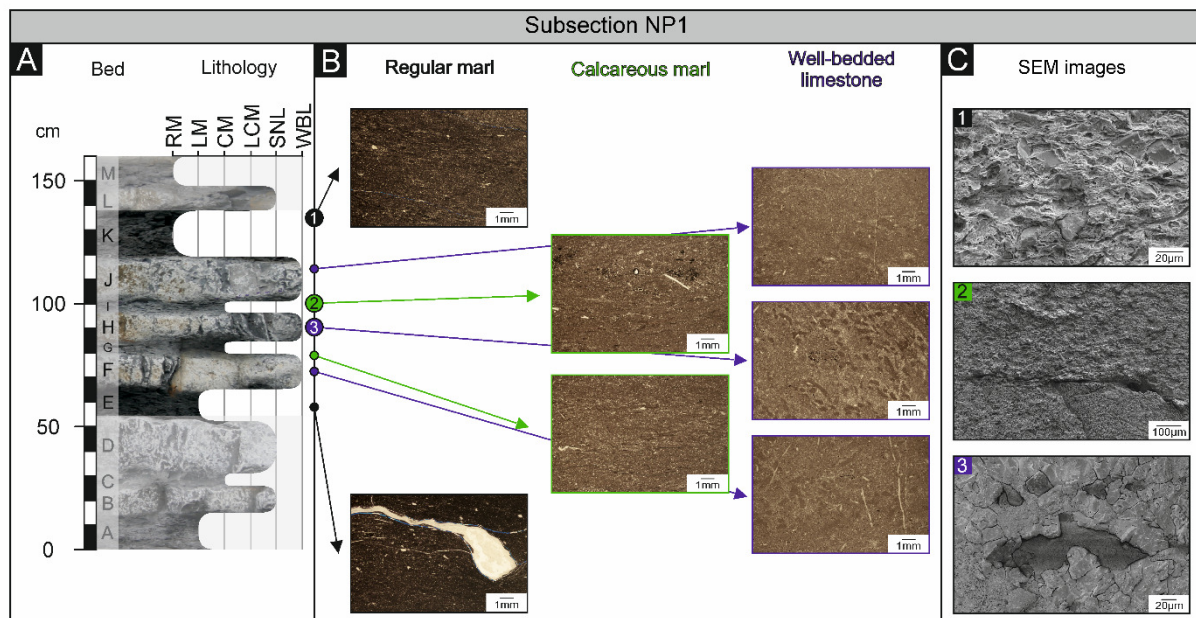 Subsection NP1
A
Bed
Lithology
cm
RM
LM
CM
LCM
SNL
WBL
150
100
50
0
M
L
K
J
I
H
G
F
E
D
C
B
A
1
2
3
B
Regular marl
Calcareous marl
Well-bedded
limestone
1mm
1mm
1mm
1mm
1mm
1mm
1mm
C
SEM images
1
20µm
2
100µm
3
20µm